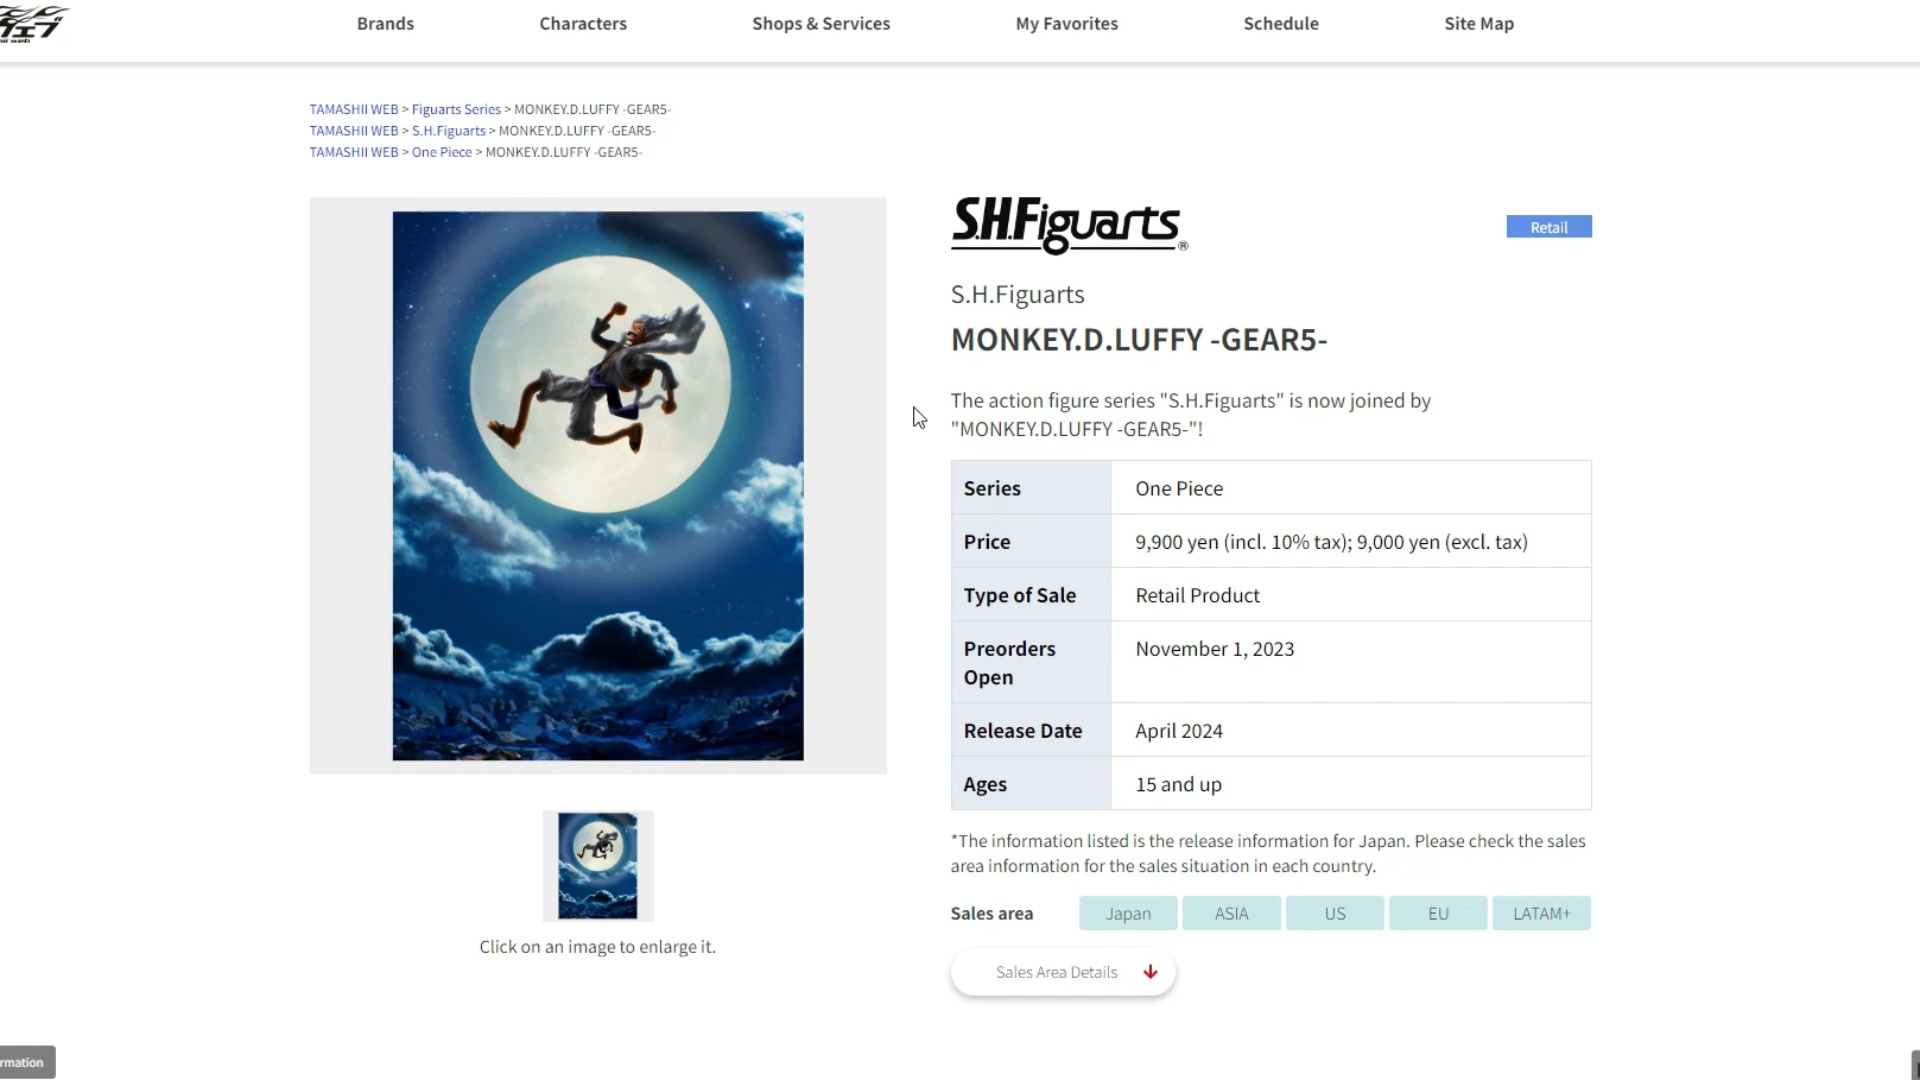 ウェブ
Brands
Characters
Shops & Services
My Favorites
Schedule
Site Map
TAMASHII WEB > Figuarts Series > MONKEY.D.LUFFY -GEAR5-
TAMASHII WEB > S.H.Figuarts > MONKEY.D.LUFFY -GEAR5-
TAMASHII WEB > One Piece > MONKEY.D.LUFFY -GEAR5-
S.H.Figuarts®
Retail
S.H.Figuarts
MONKEY.D.LUFFY -GEAR5-
The action figure series "S.H.Figuarts" is now joined by
"MONKEY.D.LUFFY -GEAR5-"!
Series One Piece
Price 9,900 yen (incl. 10% tax); 9,000 yen (excl. tax)
Type of Sale Retail Product
Preorders
Open
November 1, 2023
Release Date April 2024
Ages 15 and up
*The information listed is the release information for Japan. Please check the sales
area information for the sales situation in each country.
Sales area Japan ASIA US EU LATAM+
Sales Area Details
Click on an image to enlarge it.
rmation